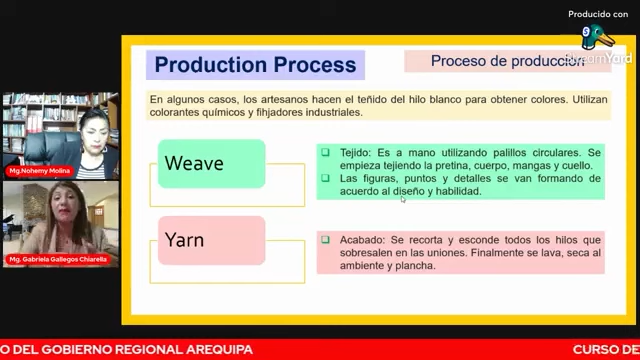 Producido con
StreamYard
Production Process
Proceso de producción
En algunos casos, los artesanos hacen el teñido del hilo blanco para obtener colores. Utilizan
colorantes químicos y fihjadores industriales.
Weave
Tejido: Es a mano utilizando palillos circulares. Se
empieza tejiendo la pretina, cuerpo, mangas y cuello.
Las figuras, puntos y detalles se van formando de
acuerdo al diseño y habilidad.
Yarn
Acabado: Se recorta y esconde todos los hilos que
sobresalen en las uniones. Finalmente se lava, seca al
ambiente y plancha.
Mg.Nohemy Molina
Mg. Gabriela Gallegos Chiarella
O DEL GOBIERNO REGIONAL AREQUIPA
CURSO DE